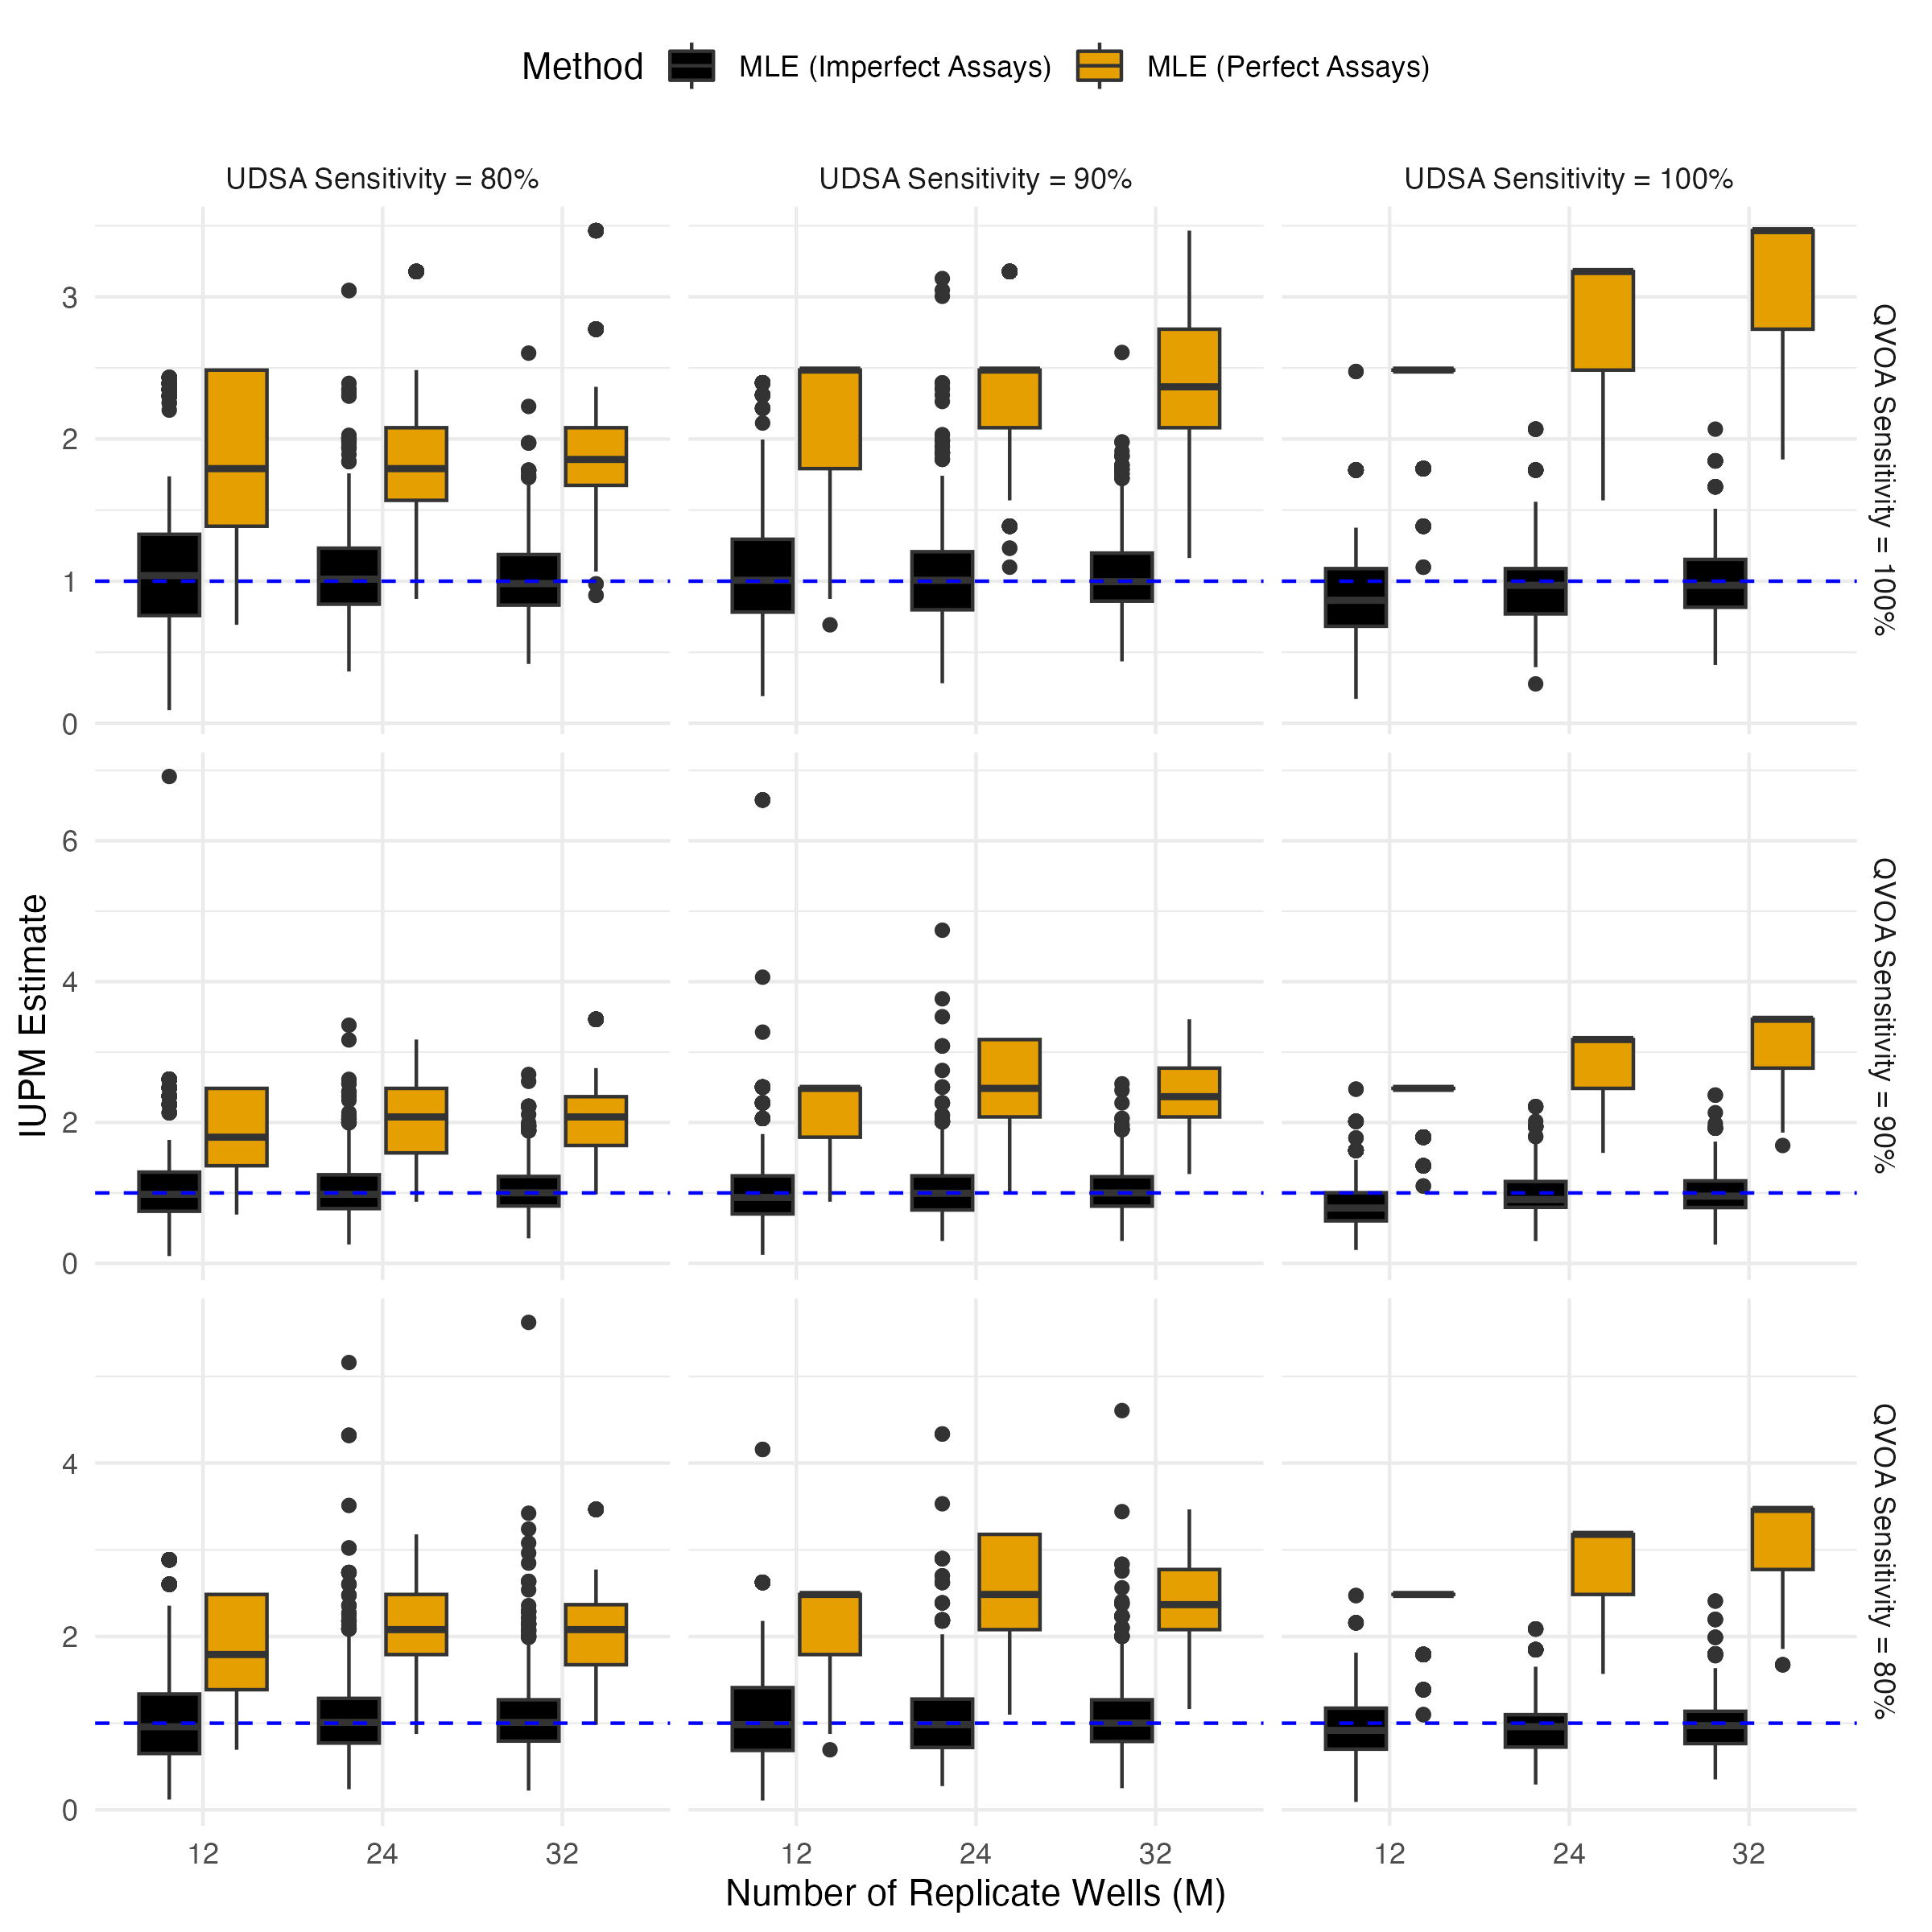 Method MLE (Imperfect Assays) MLE (Perfect Assays)
UDSA Sensitivity = 80% UDSA Sensitivity = 90% UDSA Sensitivity = 100%
3
2
1
0
QVOA Sensitivity = 100%
6
4
2
0
QVOA Sensitivity = 90%
IUPM Estimate
4
2
0
QVOA Sensitivity = 80%
12 24 32 12 24 32 12 24 32
Number of Replicate Wells (M)